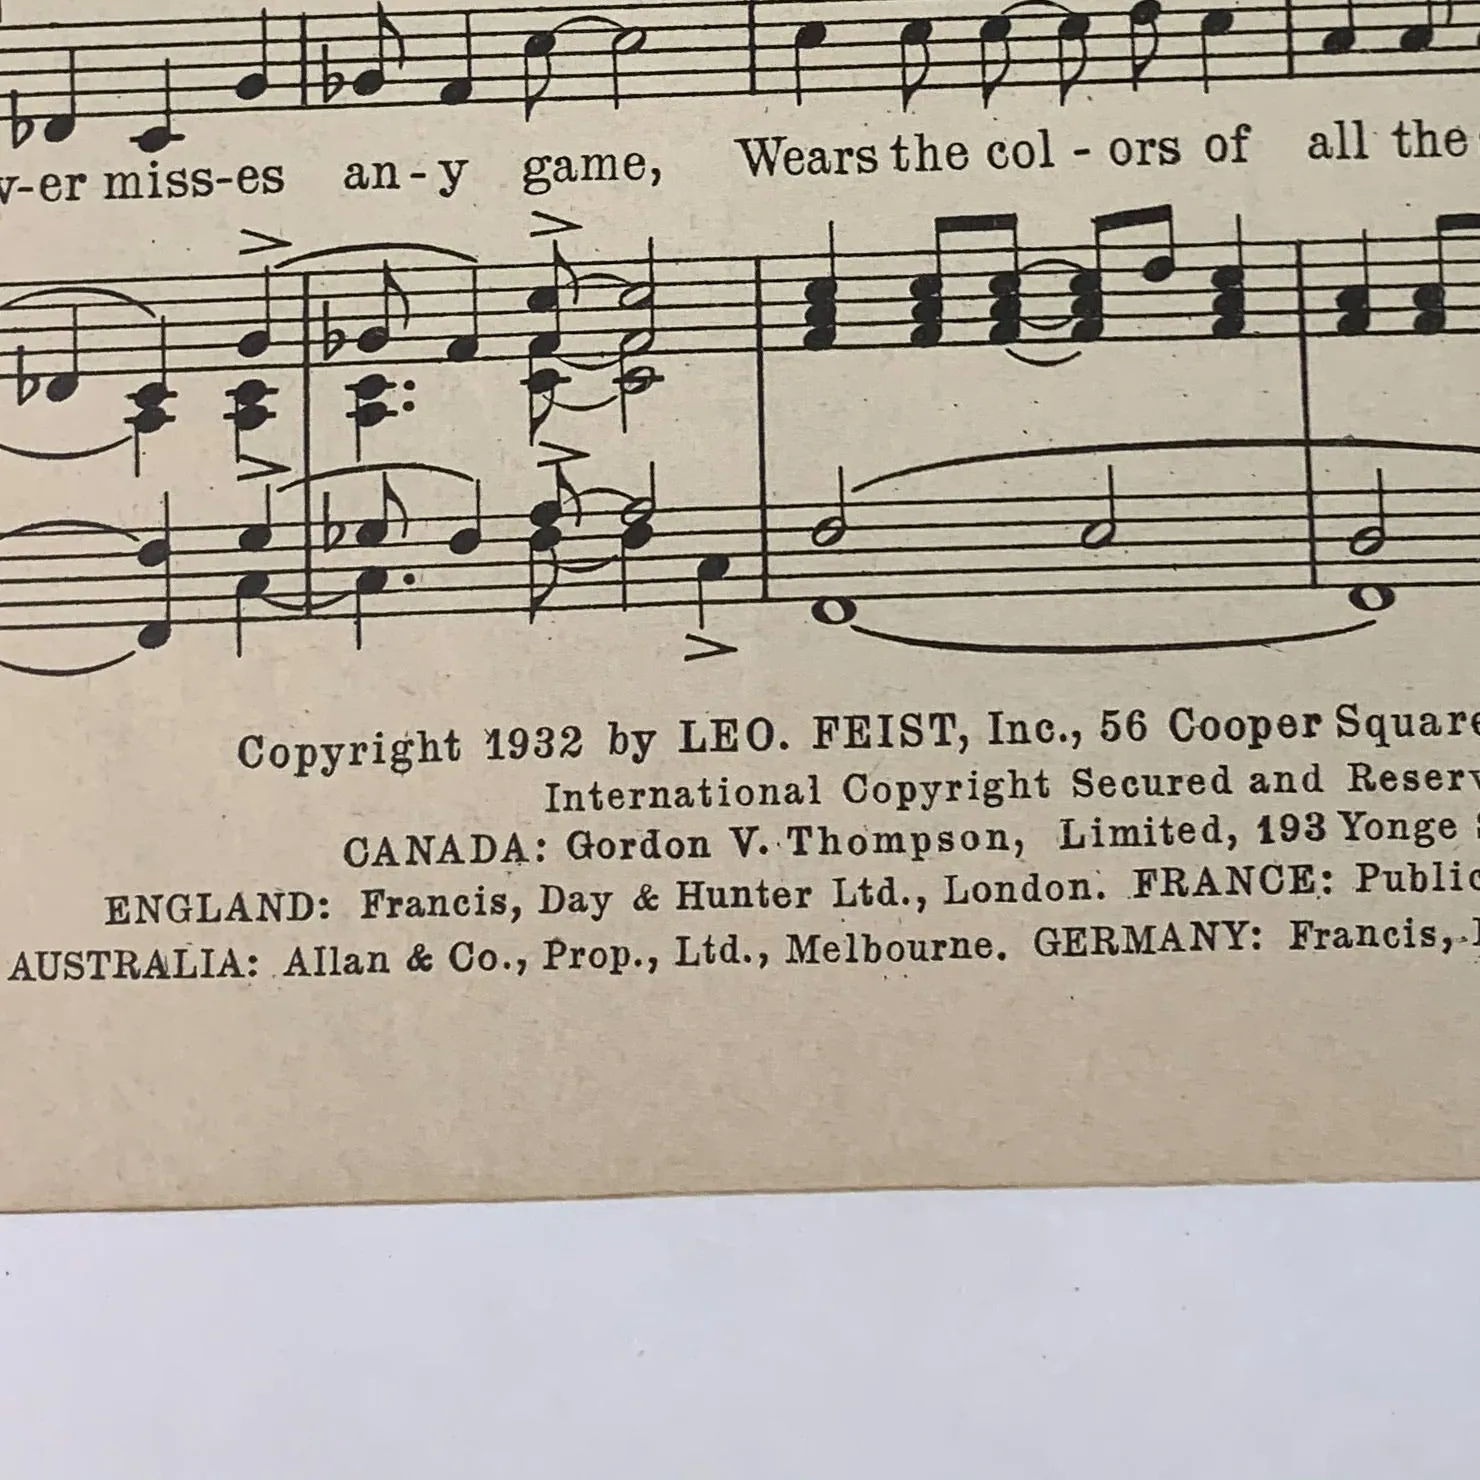 v-er miss-es an-y game, Wears the col - ors of all the
Copyright 1932 by LEO. FEIST, Inc., 56 Cooper Square
International Copyright Secured and Reserv
CANADA: Gordon V. Thompson, Limited, 193 Yonge
ENGLAND: Francis, Day & Hunter Ltd., London. FRANCE: Public
AUSTRALIA: Allan & Co., Prop., Ltd., Melbourne. GERMANY: Francis,